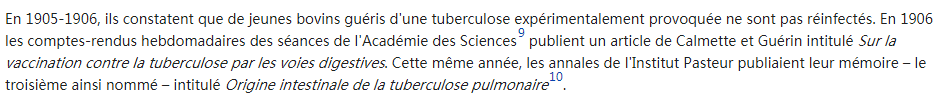 En 1905-1906, ils constatent que de jeunes bovins guéris d'une tuberculose expérimentalement provoquée ne sont pas réinfectés. En 1906
les comptes-rendus hebdomadaires des séances de l'Académie des Sciences9 publient un article de Calmette et Guérin intitulé Sur la
vaccination contre la tuberculose par les voies digestives. Cette même année, les annales de l'Institut Pasteur publiaient leur mémoire – le
troisième ainsi nommé – intitulé Origine intestinale de la tuberculose pulmonaire10.